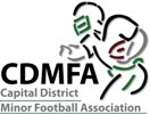 CDMFA
Capital District
Minor Football Association